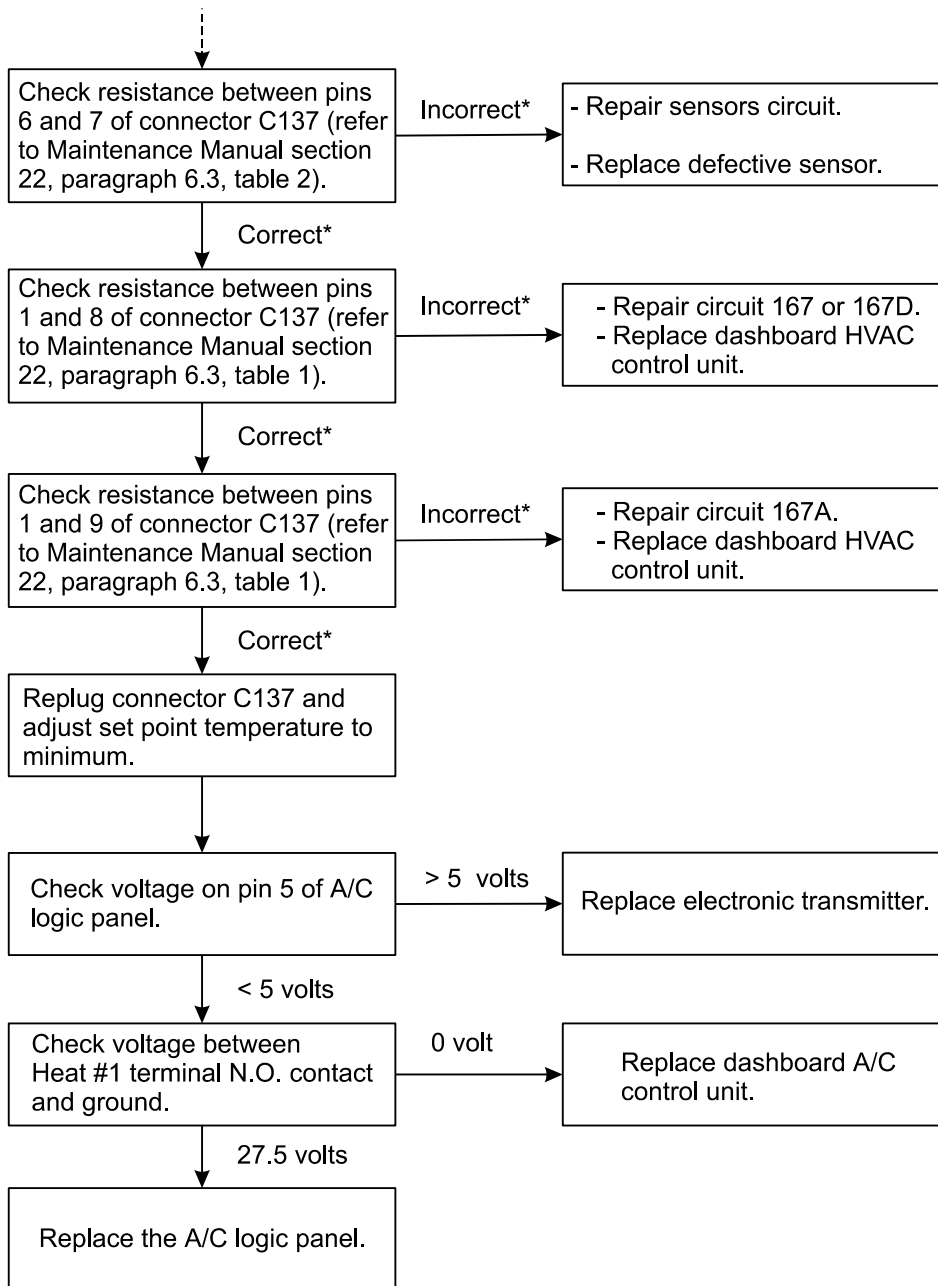 Check resistance between pins
6 and 7 of connector C137 (refer
to Maintenance Manual section
22, paragraph 6.3, table 2).
Incorrect*
- Repair sensors circuit.
- Replace defective sensor.
Correct*
Check resistance between pins
1 and 8 of connector C137 (refer
to Maintenance Manual section
22, paragraph 6.3, table 1).
Incorrect*
- Repair circuit 167 or 167D.
- Replace dashboard HVAC
control unit.
Correct*
Check resistance between pins
1 and 9 of connector C137 (refer
to Maintenance Manual section
22, paragraph 6.3, table 1).
Incorrect*
- Repair circuit 167A.
- Replace dashboard HVAC
control unit.
Correct*
Replug connector C137 and
adjust set point temperature to
minimum.
Check voltage on pin 5 of A/C
logic panel.
> 5 volts
Replace electronic transmitter.
< 5 volts
Check voltage between
Heat #1 terminal N.O. contact
and ground.
0 volt
Replace dashboard A/C
control unit.
27.5 volts
Replace the A/C logic panel.